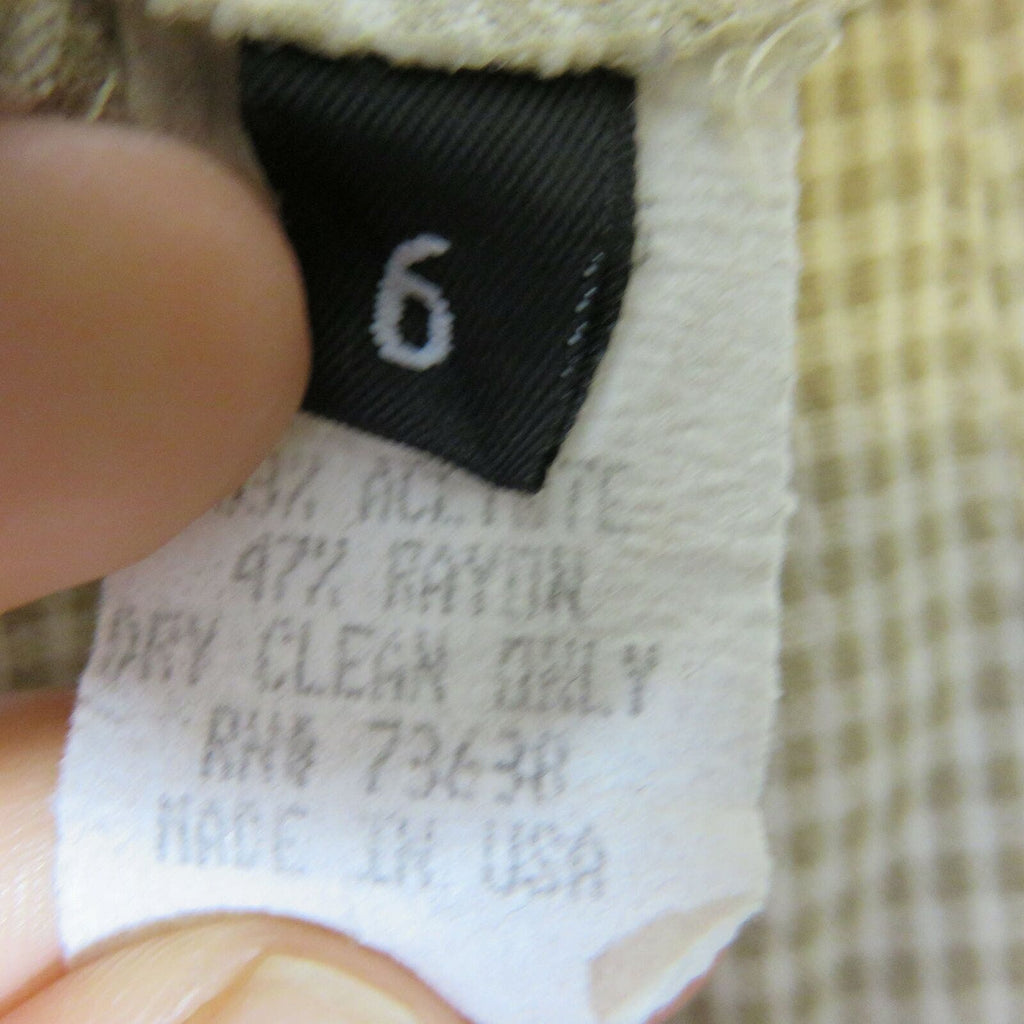 6
ACETATE
47% RAYON
DRY CLEAN ONLY
RN# 73638
MADE IN USA